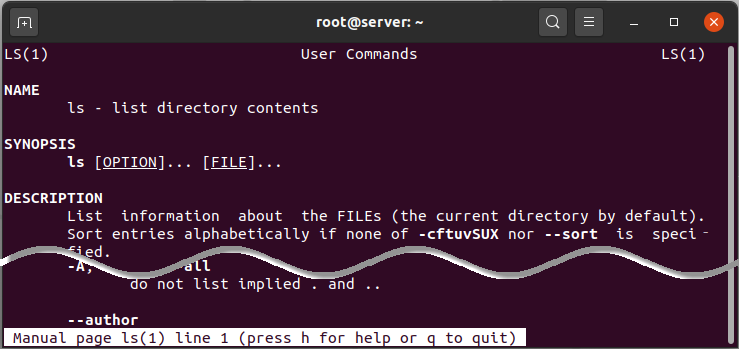 root@server: ~
LS(1) User Commands LS(1)
NAME
ls - list directory contents
SYNOPSIS
ls [OPTION]... [FILE]...
DESCRIPTION
List information about the FILEs (the current directory by default).
Sort entries alphabetically if none of -cftuvSUX nor --sort is speci‐
fied.
-A, all
do not list implied . and ..
--author
Manual page ls(1) line 1 (press h for help or q to quit)